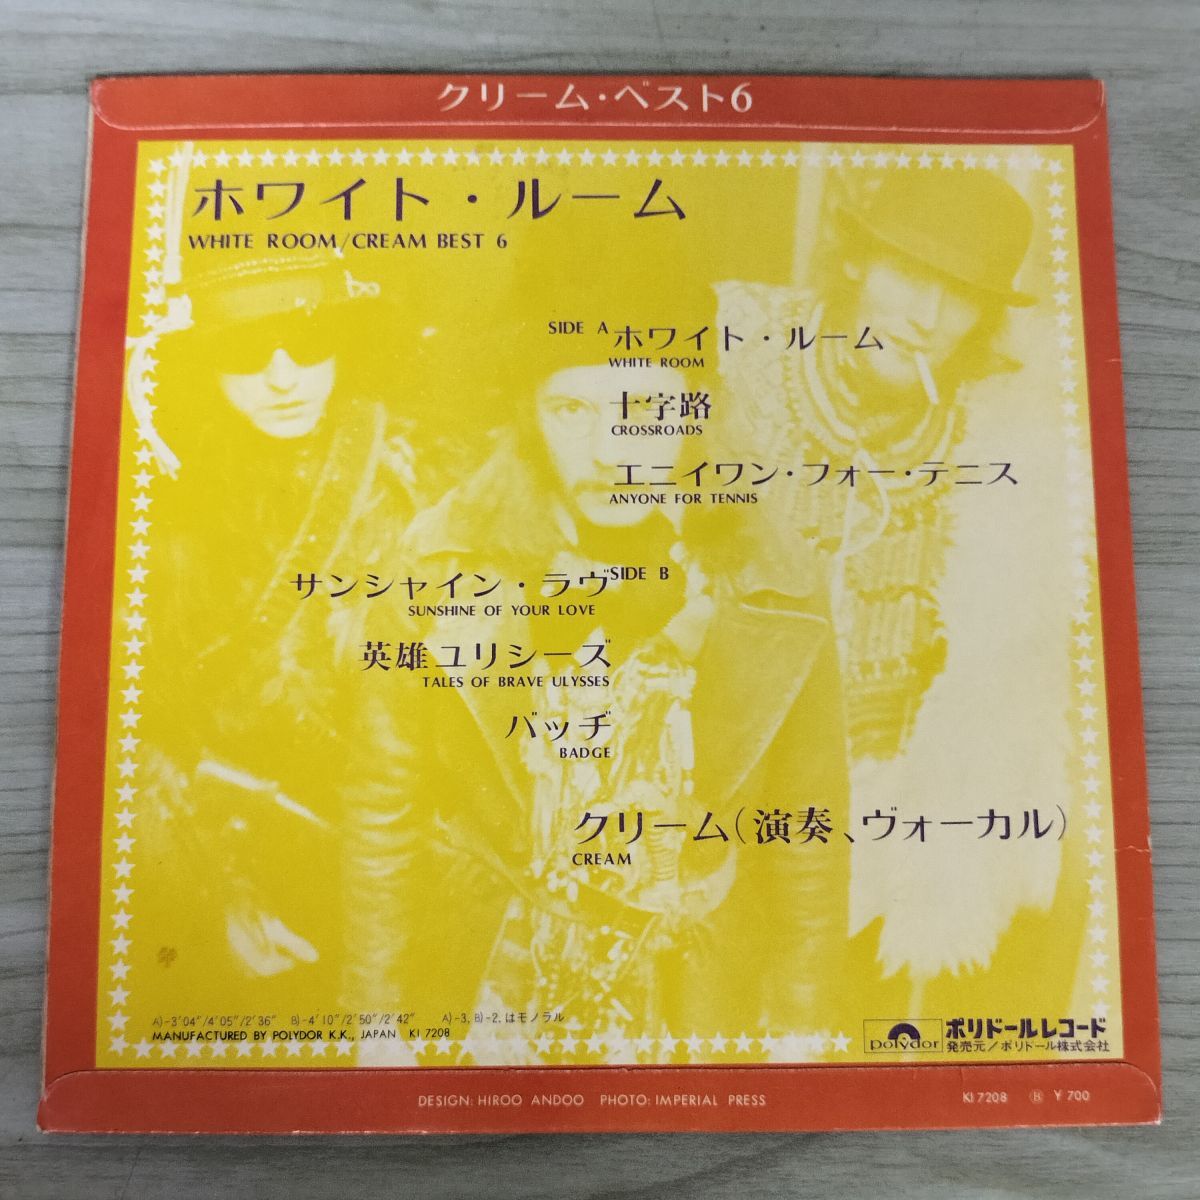 クリーム・ベスト6
ホワイト・ルーム
WHITE ROOM/CREAM BEST 6
SIDE A
ホワイト・ルーム
WHITE ROOM
十字路
CROSSROADS
エニイワン・フォー・テニス
ANYONE FOR TENNIS
SIDE B
サンシャイン・ラヴ
SUNSHINE OF YOUR LOVE
英雄ユリシーズ
TALES OF BRAVE ULYSSES
バッヂ
BADGE
クリーム(演奏、ヴォーカル)
CREAM
A)-3′04″/4′05″/2′36″ B)-4′10″/2′50″/2′42″ A)-3, B)-2, はモノラル
MANUFACTURED BY POLYDOR K.K., JAPAN KI 7208
polydor
ポリドールレコード
発売元/ポリドール株式会社
DESIGN: HIROO ANDOO PHOTO: IMPERIAL PRESS
KI 7208 Ⓑ ¥ 700